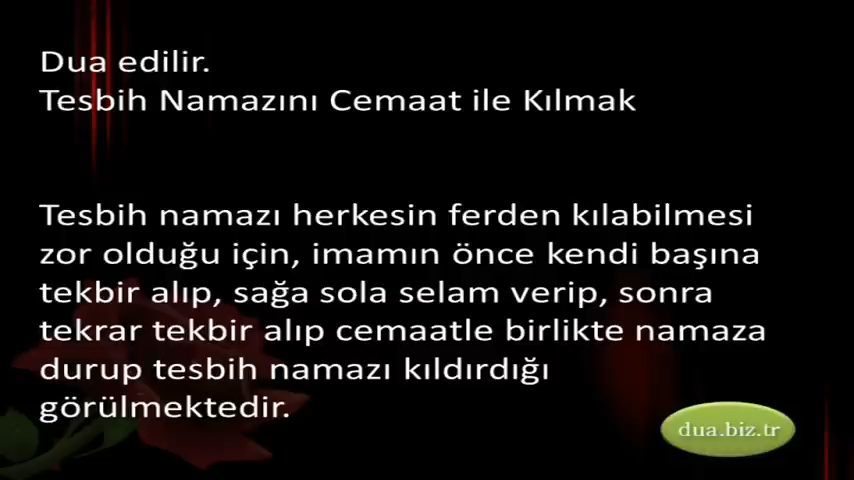 Dua edilir.
Tesbih Namazını Cemaat ile Kılmak
Tesbih namazı herkesin ferden kılabilmesi
zor olduğu için, imamın önce kendi başına
tekbir alıp, sağa sola selam verip, sonra
tekrar tekbir alıp cemaatle birlikte namaza
durup tesbih namazı kıldırdığı
görülmektedir.
dua.biz.tr